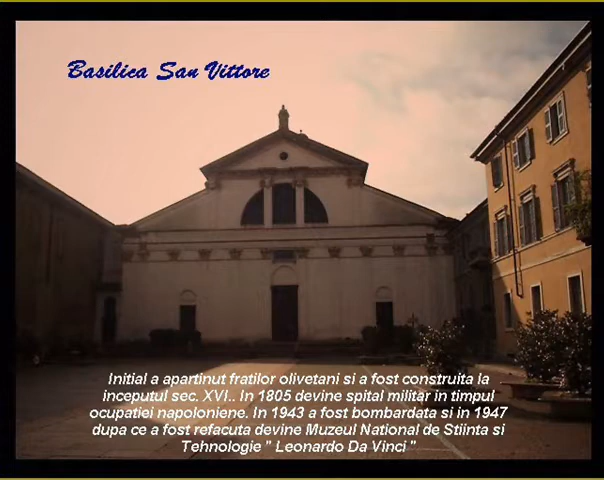 Basilica San Vittore
Initial a apartinut fratilor olivetani si a fost construita la
inceputul sec. XVI.. In 1805 devine spital militar in timpul
ocupatiei napoloniene. In 1943 a fost bombardata si in 1947
dupa ce a fost refacuta devine Muzeul National de Stiinta si
Tehnologie " Leonardo Da Vinci "